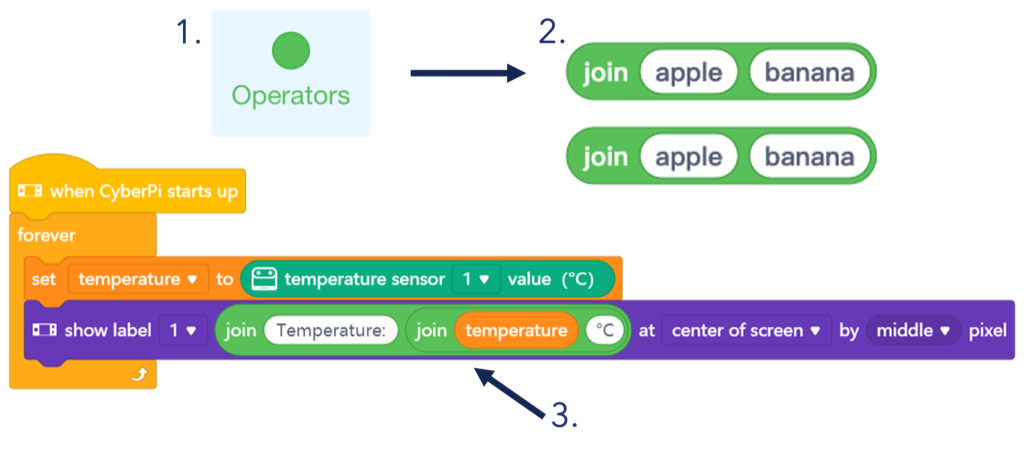 1.
Operators
2.
join apple banana
join apple banana
when CyberPi starts up
forever
set temperature to temperature sensor 1 value (°C)
show label 1 join Temperature: join temperature °C at center of screen by middle pixel
3.